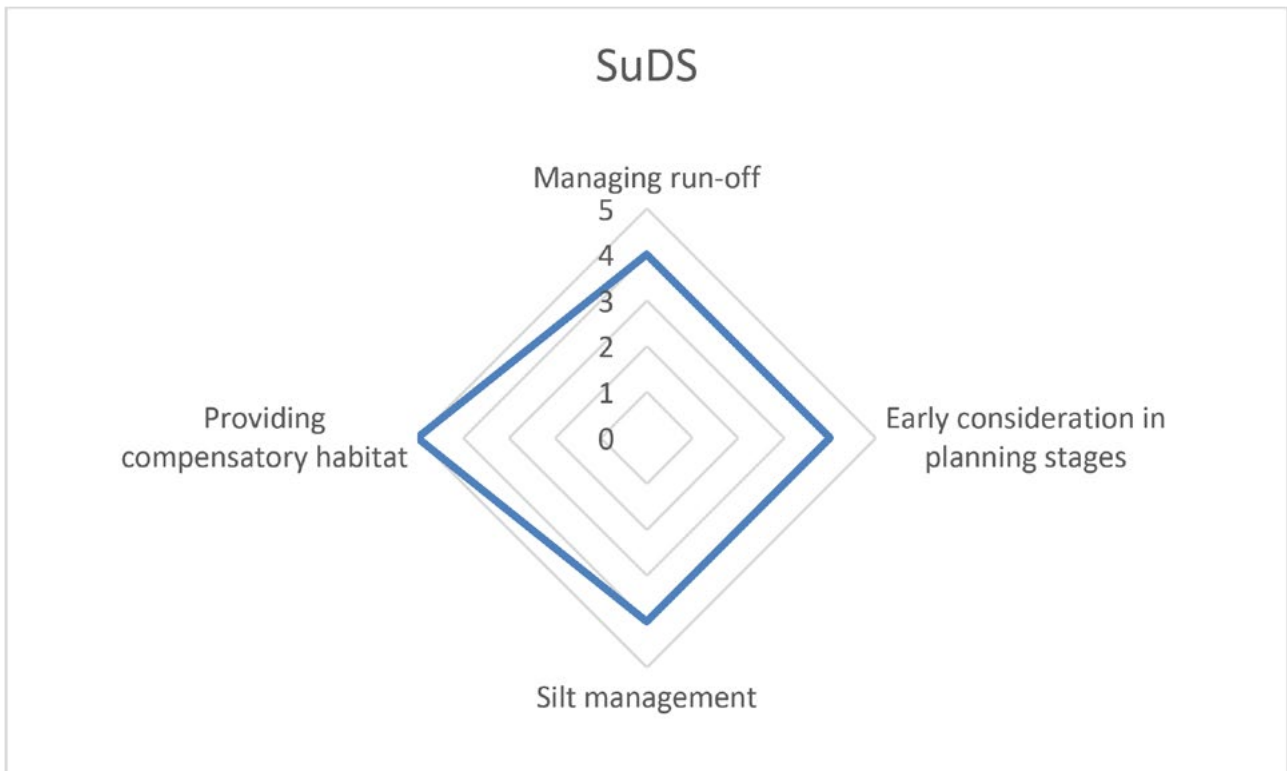 SuDS
Managing run-off
5
4
3
2
1
0
Providing
compensatory habitat
Early consideration in
planning stages
Silt management